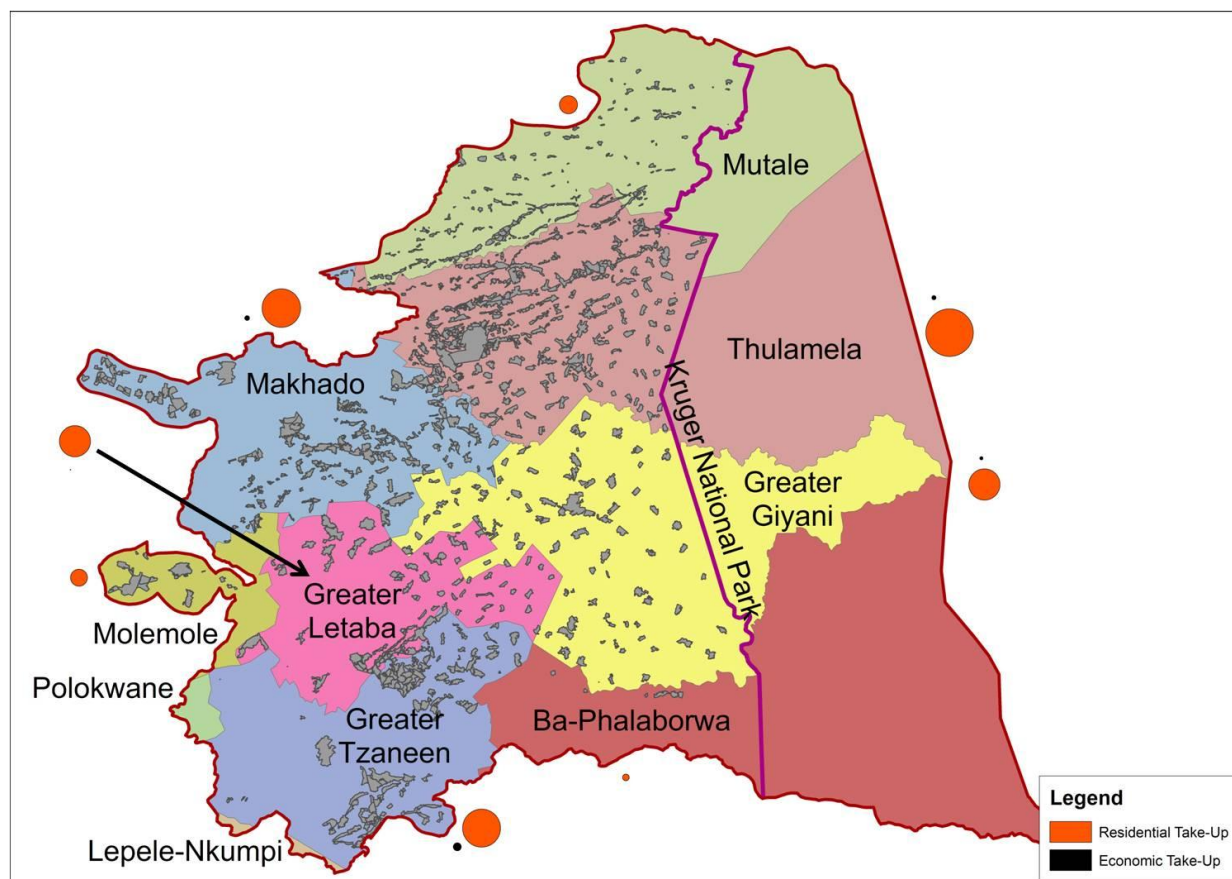 Mutale
Thulamela
Makhado
Kruger National Park
Greater
Giyani
Greater
Letaba
Molemole
Polokwane
Ba-Phalaborwa
Greater
Tzaneen
Lepele-Nkumpi
Legend
Residential Take-Up
Economic Take-Up